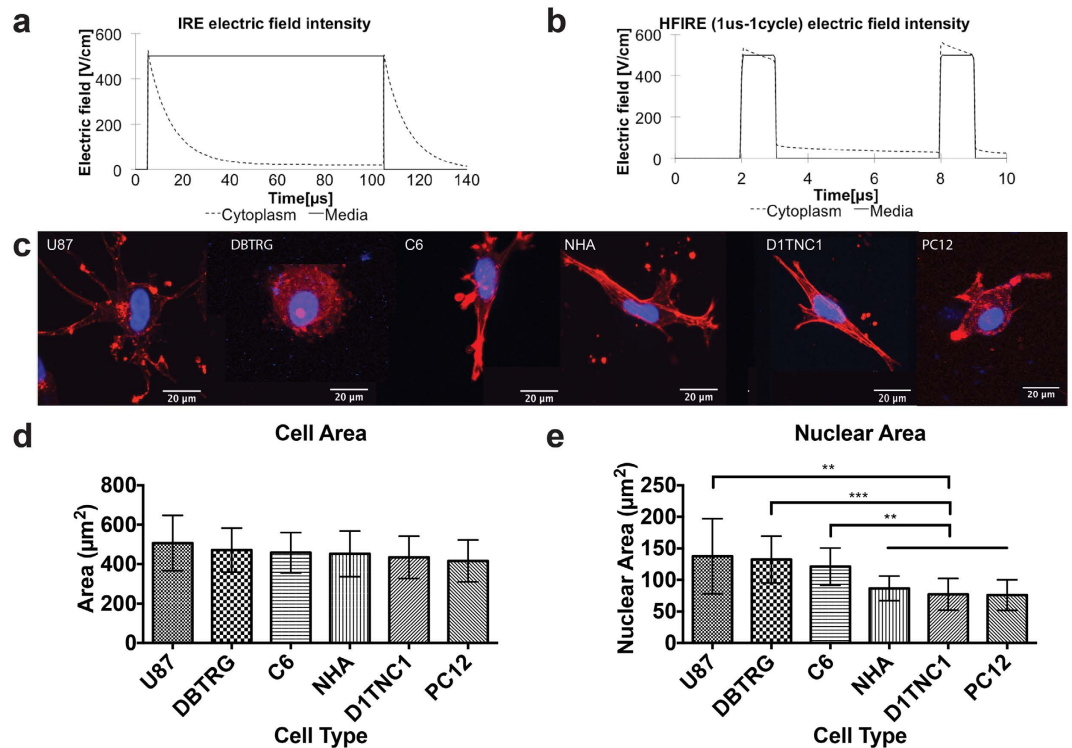 a
IRE electric field intensity
Electric field [V/cm]
600
400
200
0
0 20 40 60 80 100 120 140
Time[µs]
Cytoplasm Media
b
HFIRE (1us-1cycle) electric field intensity
Electric field [V/cm]
600
400
200
0
0 2 4 6 8 10
Time[µs]
Cytoplasm Media
c
U87 DBTRG C6 NHA D1TNC1 PC12
20 µm 20 µm 20 µm 20 µm 20 µm 20 µm
d
Cell Area
Area (µm²)
800
600
400
200
0
U87 DBTRG C6 NHA D1TNC1 PC12
Cell Type
e
Nuclear Area
Nuclear Area (µm²)
250
200
150
100
50
0
**
***
**
U87 DBTRG C6 NHA D1TNC1 PC12
Cell Type